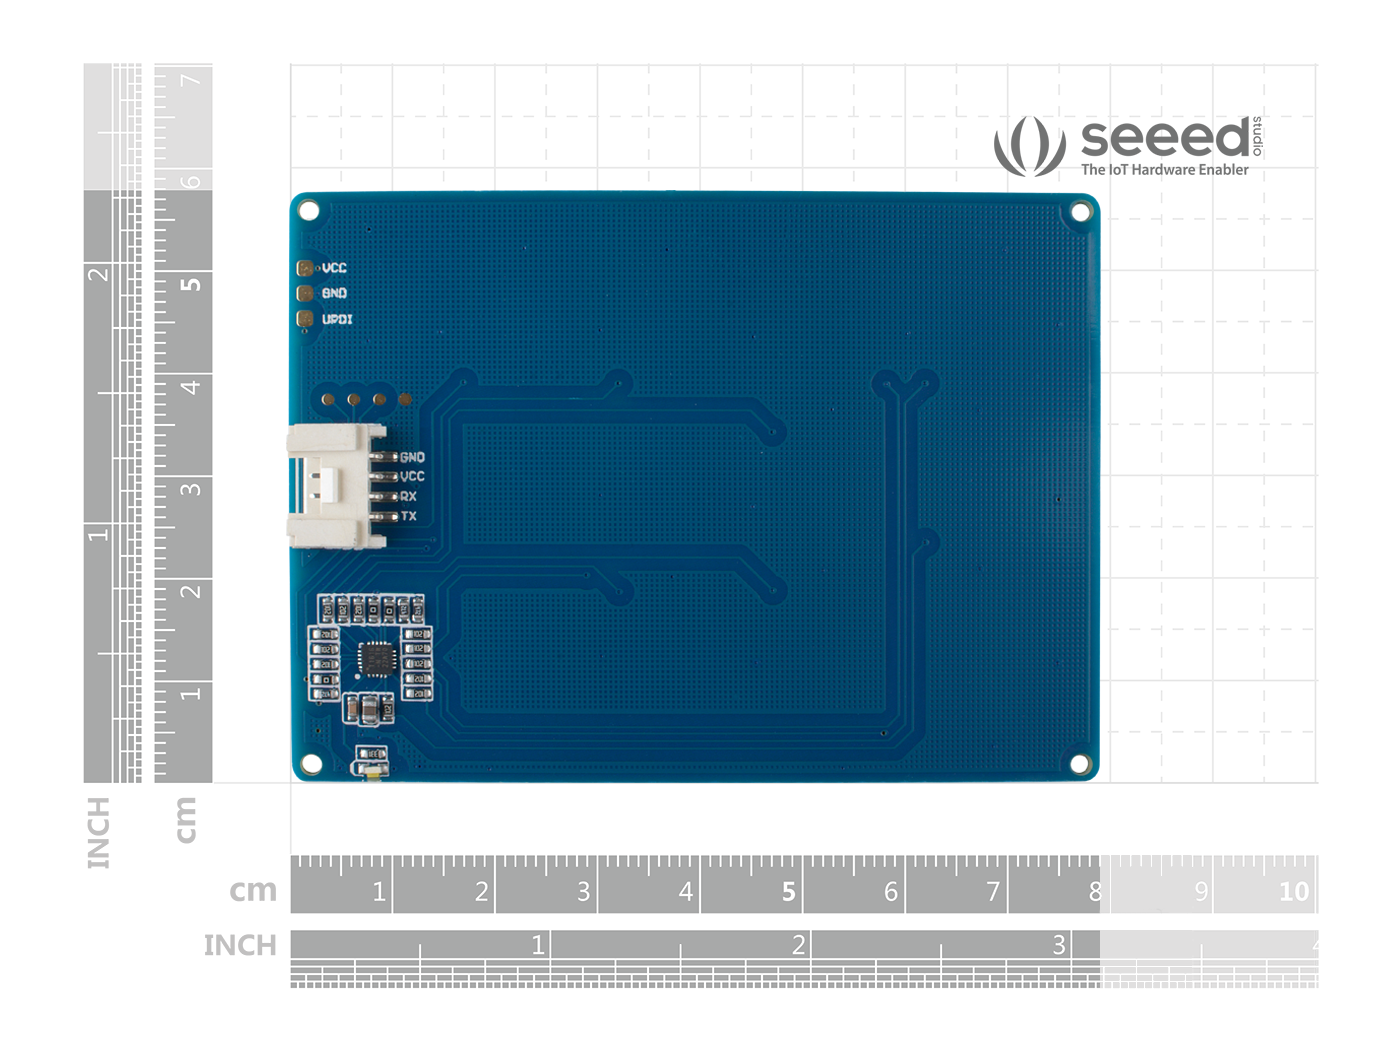 seeed
studio
The IoT Hardware Enabler
7
6
5
4
3
2
1
cm
2
1
INCH
VCC
GND
UPDI
GND
VCC
RX
TX
cm 1 2 3 4 5 6 7 8 9 10
INCH 1 2 3 4